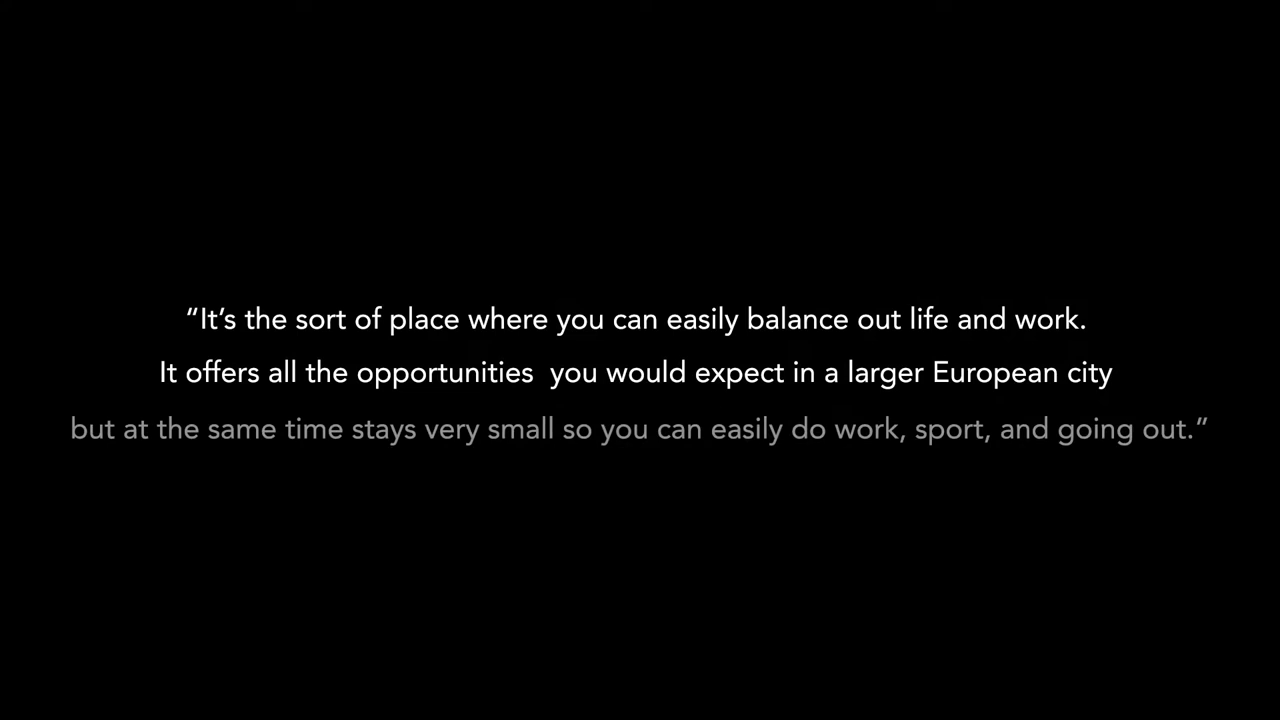 “It’s the sort of place where you can easily balance out life and work.
It offers all the opportunities  you would expect in a larger European city
but at the same time stays very small so you can easily do work, sport, and going out.”